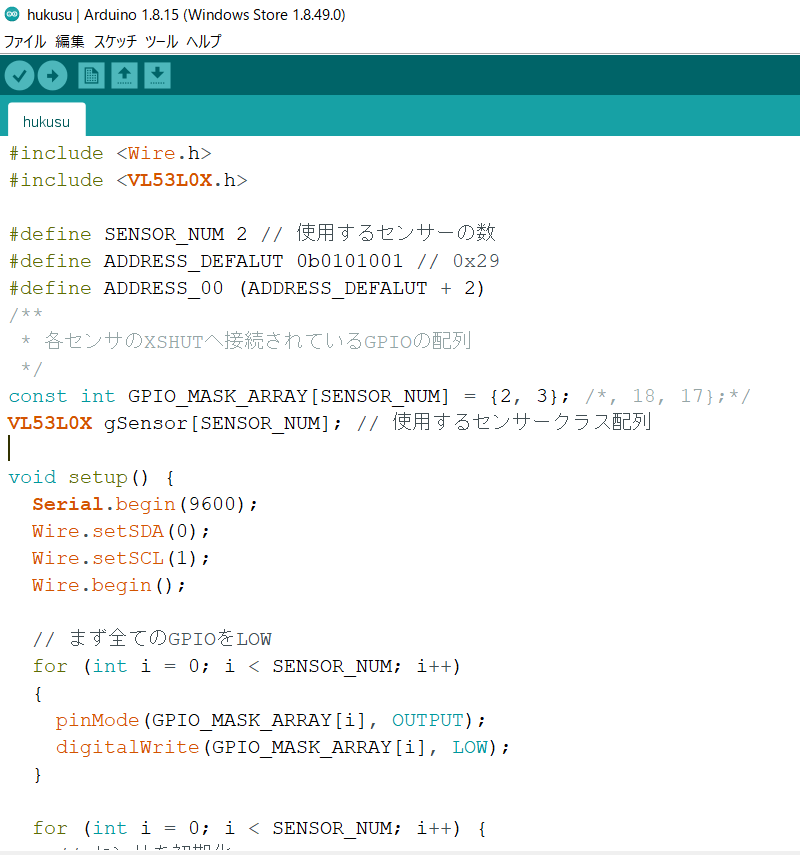 hukusu | Arduino 1.8.15 (Windows Store 1.8.49.0)
ファイル 編集 スケッチ ツール ヘルプ
hukusu
#include <Wire.h>
#include <VL53L0X.h>
#define SENSOR_NUM 2 // 使用するセンサーの数
#define ADDRESS_DEFALUT 0b0101001 // 0x29
#define ADDRESS_00 (ADDRESS_DEFALUT + 2)
/**
 * 各センサのXSHUTへ接続されているGPIOの配列
 */
const int GPIO_MASK_ARRAY[SENSOR_NUM] = {2, 3}; /*, 18, 17};*/
VL53L0X gSensor[SENSOR_NUM]; // 使用するセンサークラス配列
void setup() {
  Serial.begin(9600);
  Wire.setSDA(0);
  Wire.setSCL(1);
  Wire.begin();
  // まず全てのGPIOをLOW
  for (int i = 0; i < SENSOR_NUM; i++)
  {
    pinMode(GPIO_MASK_ARRAY[i], OUTPUT);
    digitalWrite(GPIO_MASK_ARRAY[i], LOW);
  }
  for (int i = 0; i < SENSOR_NUM; i++) {